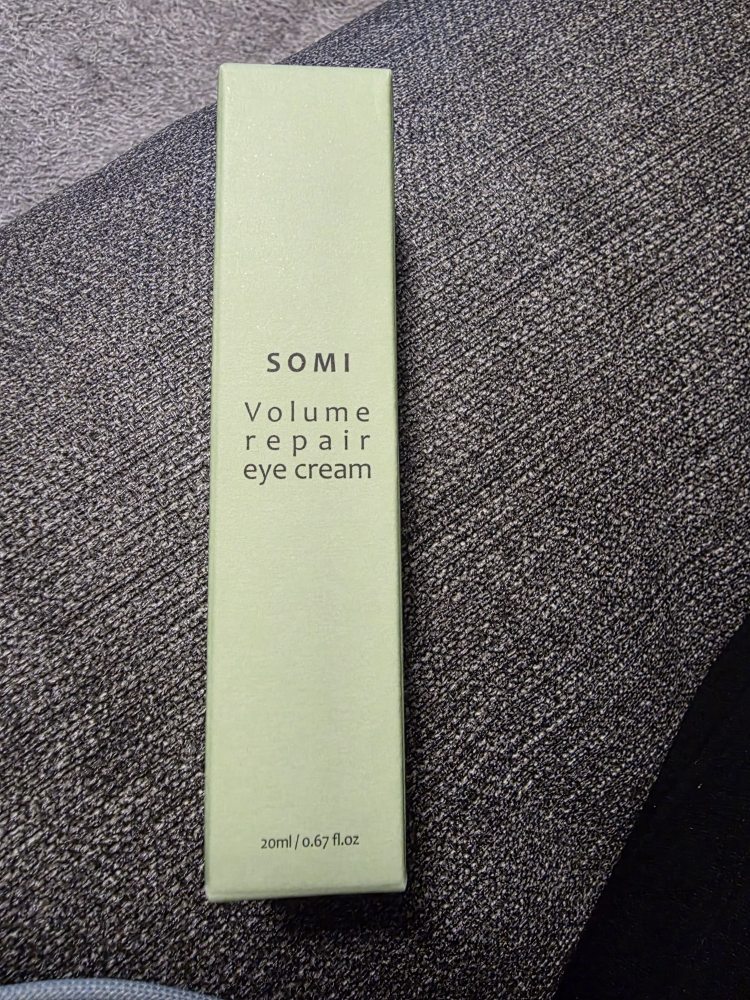 SOMI
Volume
repair
eye cream
20ml / 0.67 fl.oz